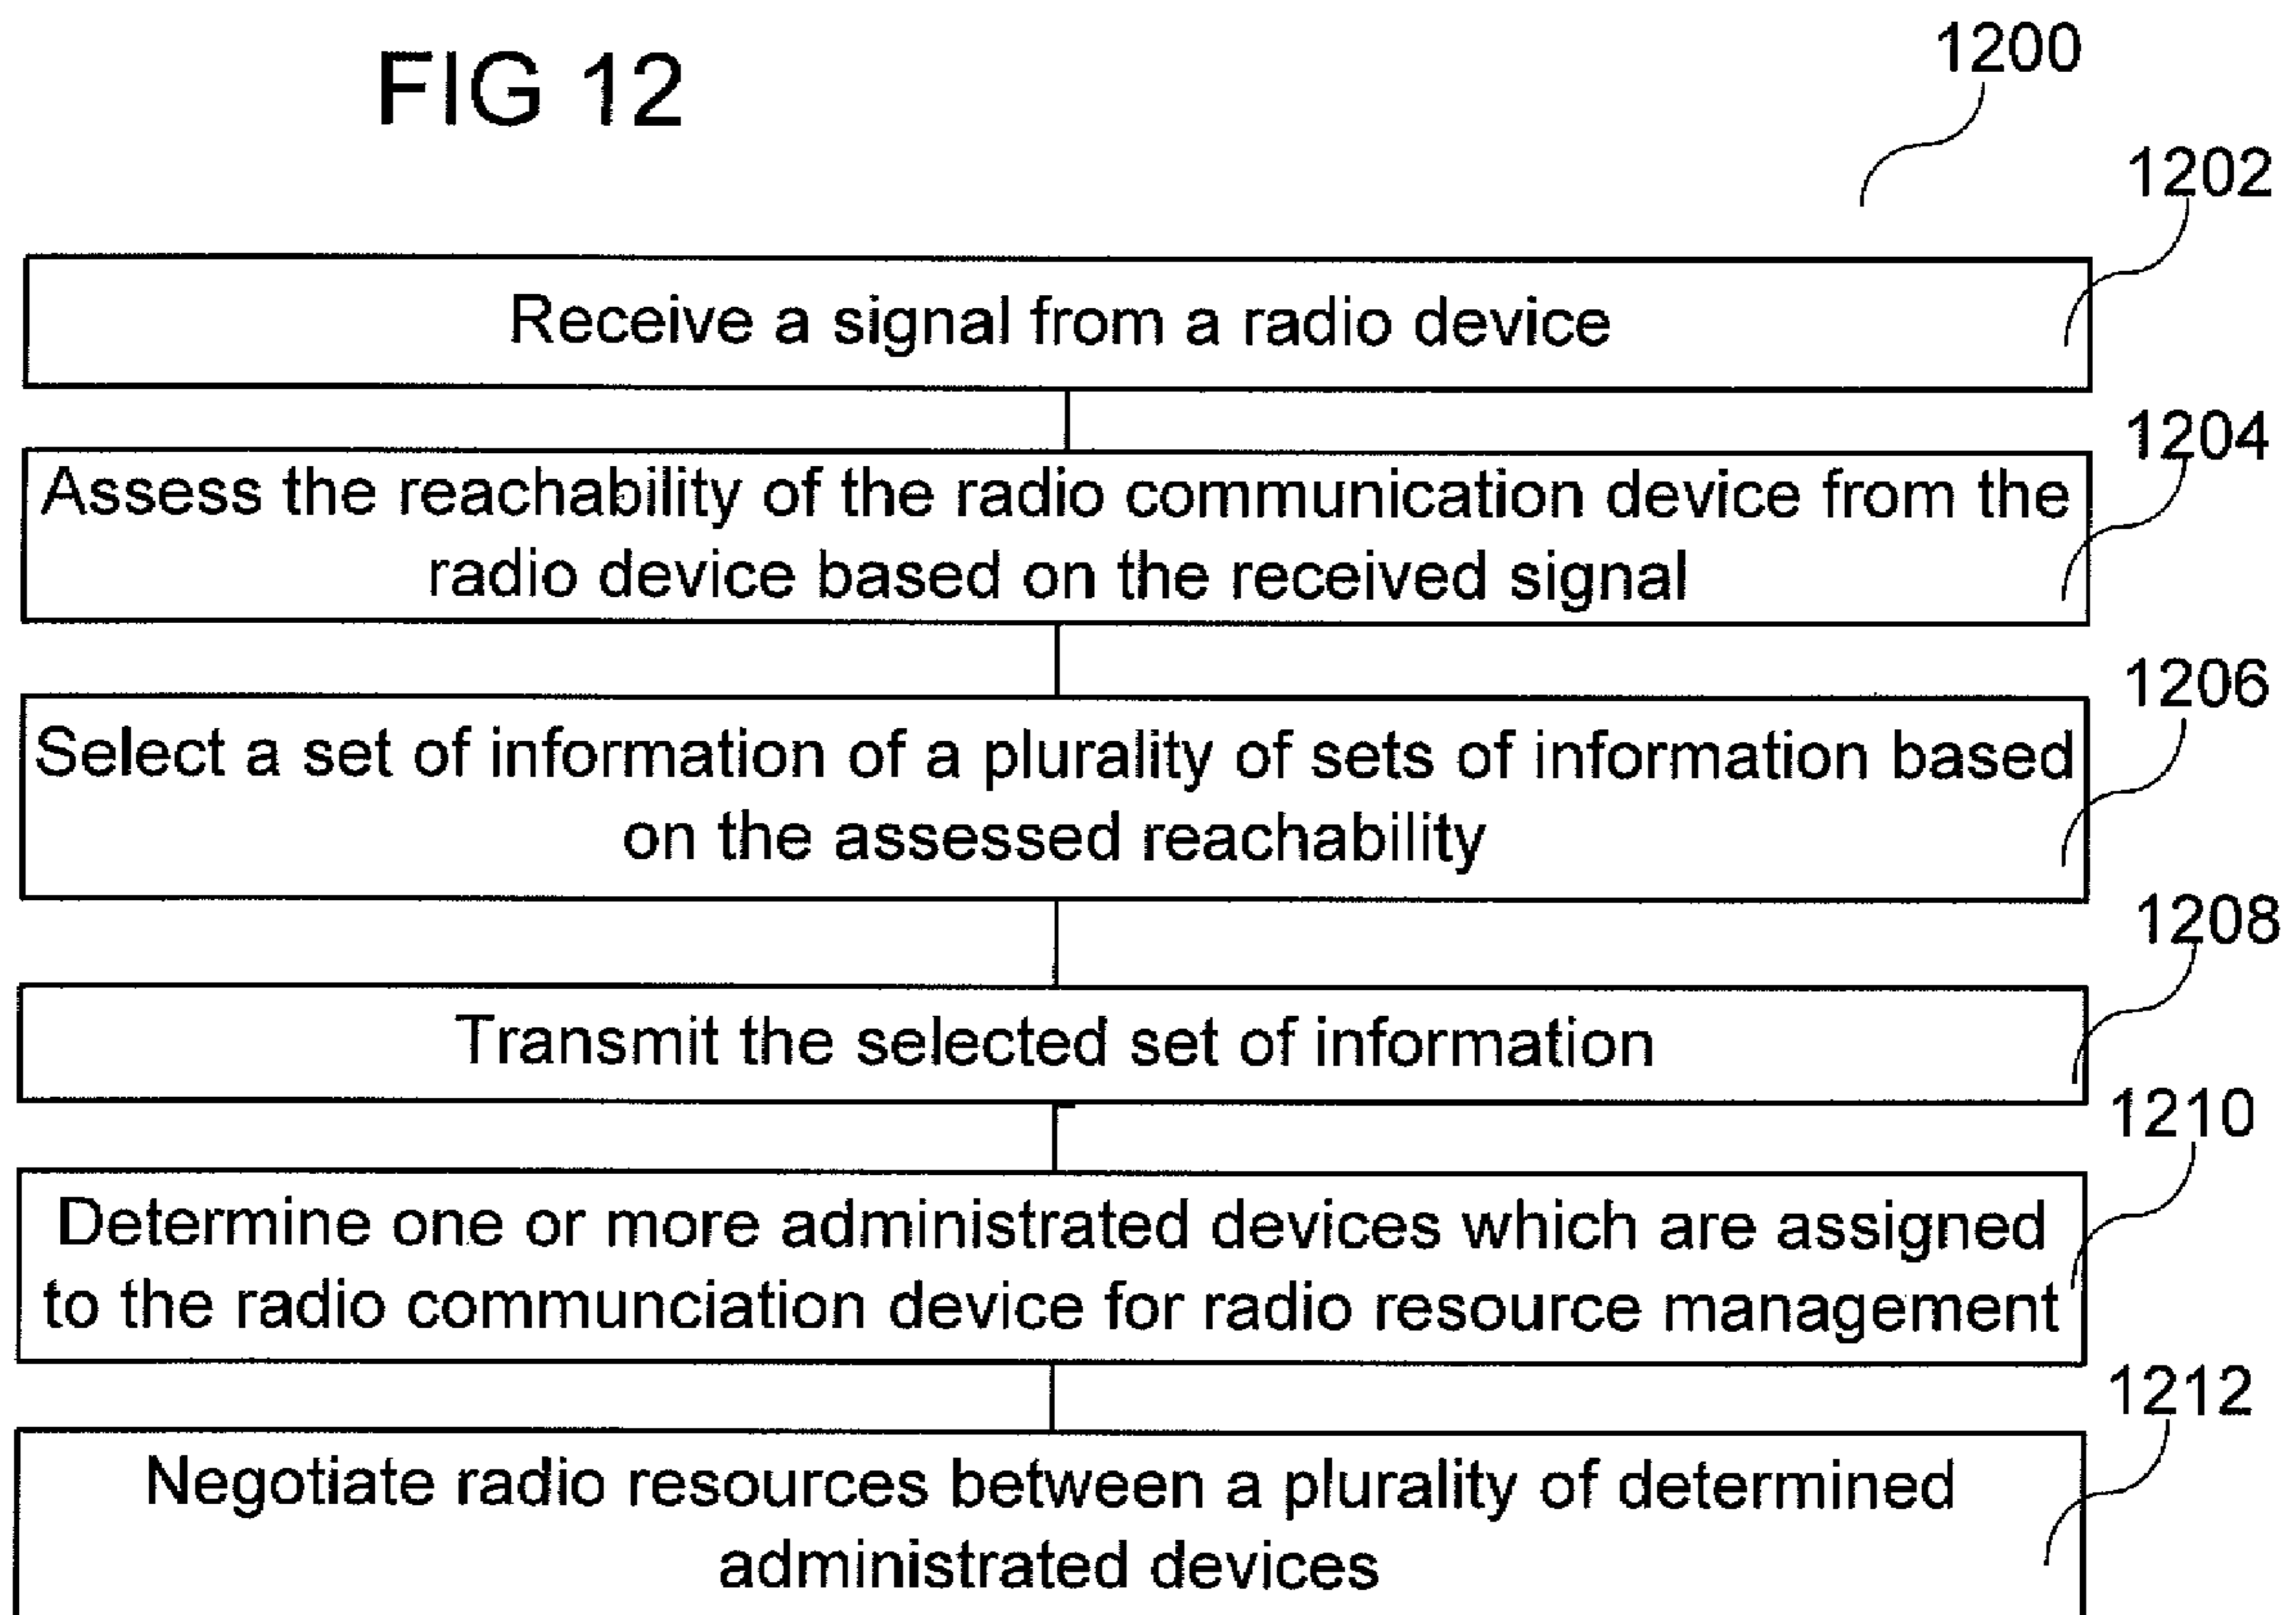 FIG 12
1200
1202
Receive a signal from a radio device
1204
Assess the reachability of the radio communication device from the
radio device based on the received signal
1206
Select a set of information of a plurality of sets of information based
on the assessed reachability
1208
Transmit the selected set of information
1210
Determine one or more administrated devices which are assigned
to the radio communciation device for radio resource management
1212
Negotiate radio resources between a plurality of determined
administrated devices